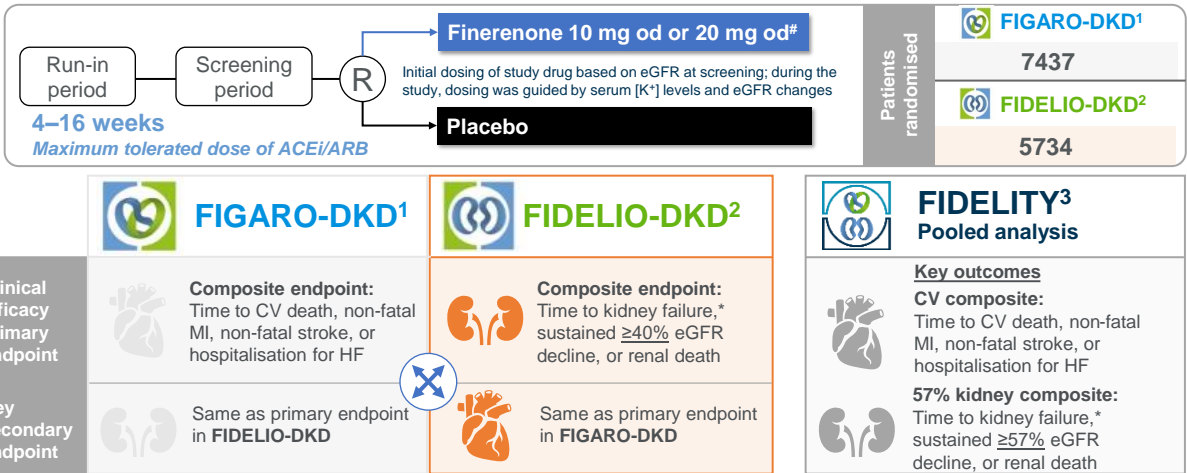 Run-in
period
Screening
period
R
4–16 weeks
Maximum tolerated dose of ACEi/ARB
Finerenone 10 mg od or 20 mg od#
Initial dosing of study drug based on eGFR at screening; during the
study, dosing was guided by serum [K+] levels and eGFR changes
Placebo
Patients
randomised
FIGARO-DKD1
7437
FIDELIO-DKD2
5734
FIGARO-DKD1
FIDELIO-DKD2
FIDELITY3
Pooled analysis
Composite endpoint:
Time to CV death, non-fatal
MI, non-fatal stroke, or
hospitalisation for HF
Composite endpoint:
Time to kidney failure,*
sustained ≥40% eGFR
decline, or renal death
Same as primary endpoint
in FIDELIO-DKD
Same as primary endpoint
in FIGARO-DKD
Key outcomes
CV composite:
Time to CV death, non-fatal
MI, non-fatal stroke, or
hospitalisation for HF
57% kidney composite:
Time to kidney failure,*
sustained ≥57% eGFR
decline, or renal death